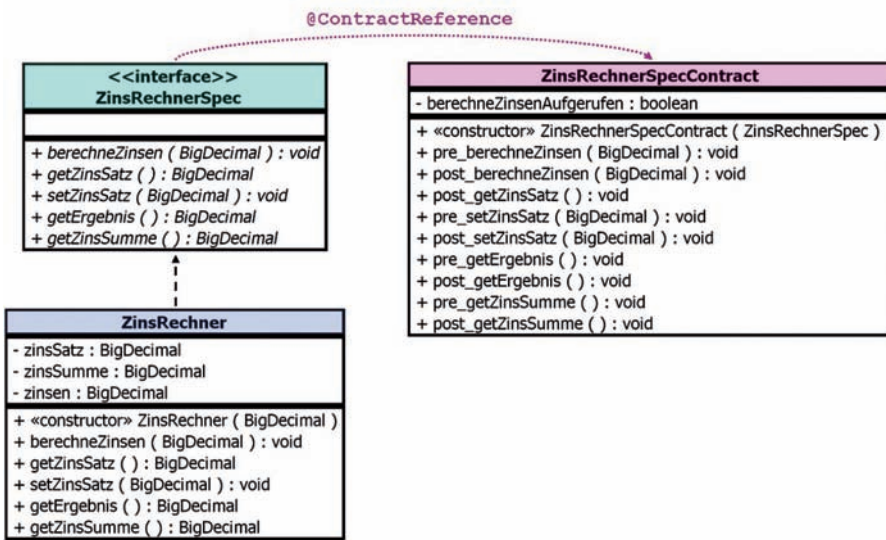 @ContractReference
<<interface>>
ZinsRechnerSpec
+ berechneZinsen ( BigDecimal ) : void
+ getZinsSatz ( ) : BigDecimal
+ setZinsSatz ( BigDecimal ) : void
+ getErgebnis ( ) : BigDecimal
+ getZinsSumme ( ) : BigDecimal
ZinsRechnerSpecContract
- berechneZinsenAufgerufen : boolean
+ «constructor» ZinsRechnerSpecContract ( ZinsRechnerSpec )
+ pre_berechneZinsen ( BigDecimal ) : void
+ post_berechneZinsen ( BigDecimal ) : void
+ post_getZinsSatz ( ) : void
+ pre_setZinsSatz ( BigDecimal ) : void
+ post_setZinsSatz ( BigDecimal ) : void
+ pre_getErgebnis ( ) : void
+ post_getErgebnis ( ) : void
+ pre_getZinsSumme ( ) : void
+ post_getZinsSumme ( ) : void
ZinsRechner
- zinsSatz : BigDecimal
- zinsSumme : BigDecimal
- zinsen : BigDecimal
+ «constructor» ZinsRechner ( BigDecimal )
+ berechneZinsen ( BigDecimal ) : void
+ getZinsSatz ( ) : BigDecimal
+ setZinsSatz ( BigDecimal ) : void
+ getErgebnis ( ) : BigDecimal
+ getZinsSumme ( ) : BigDecimal